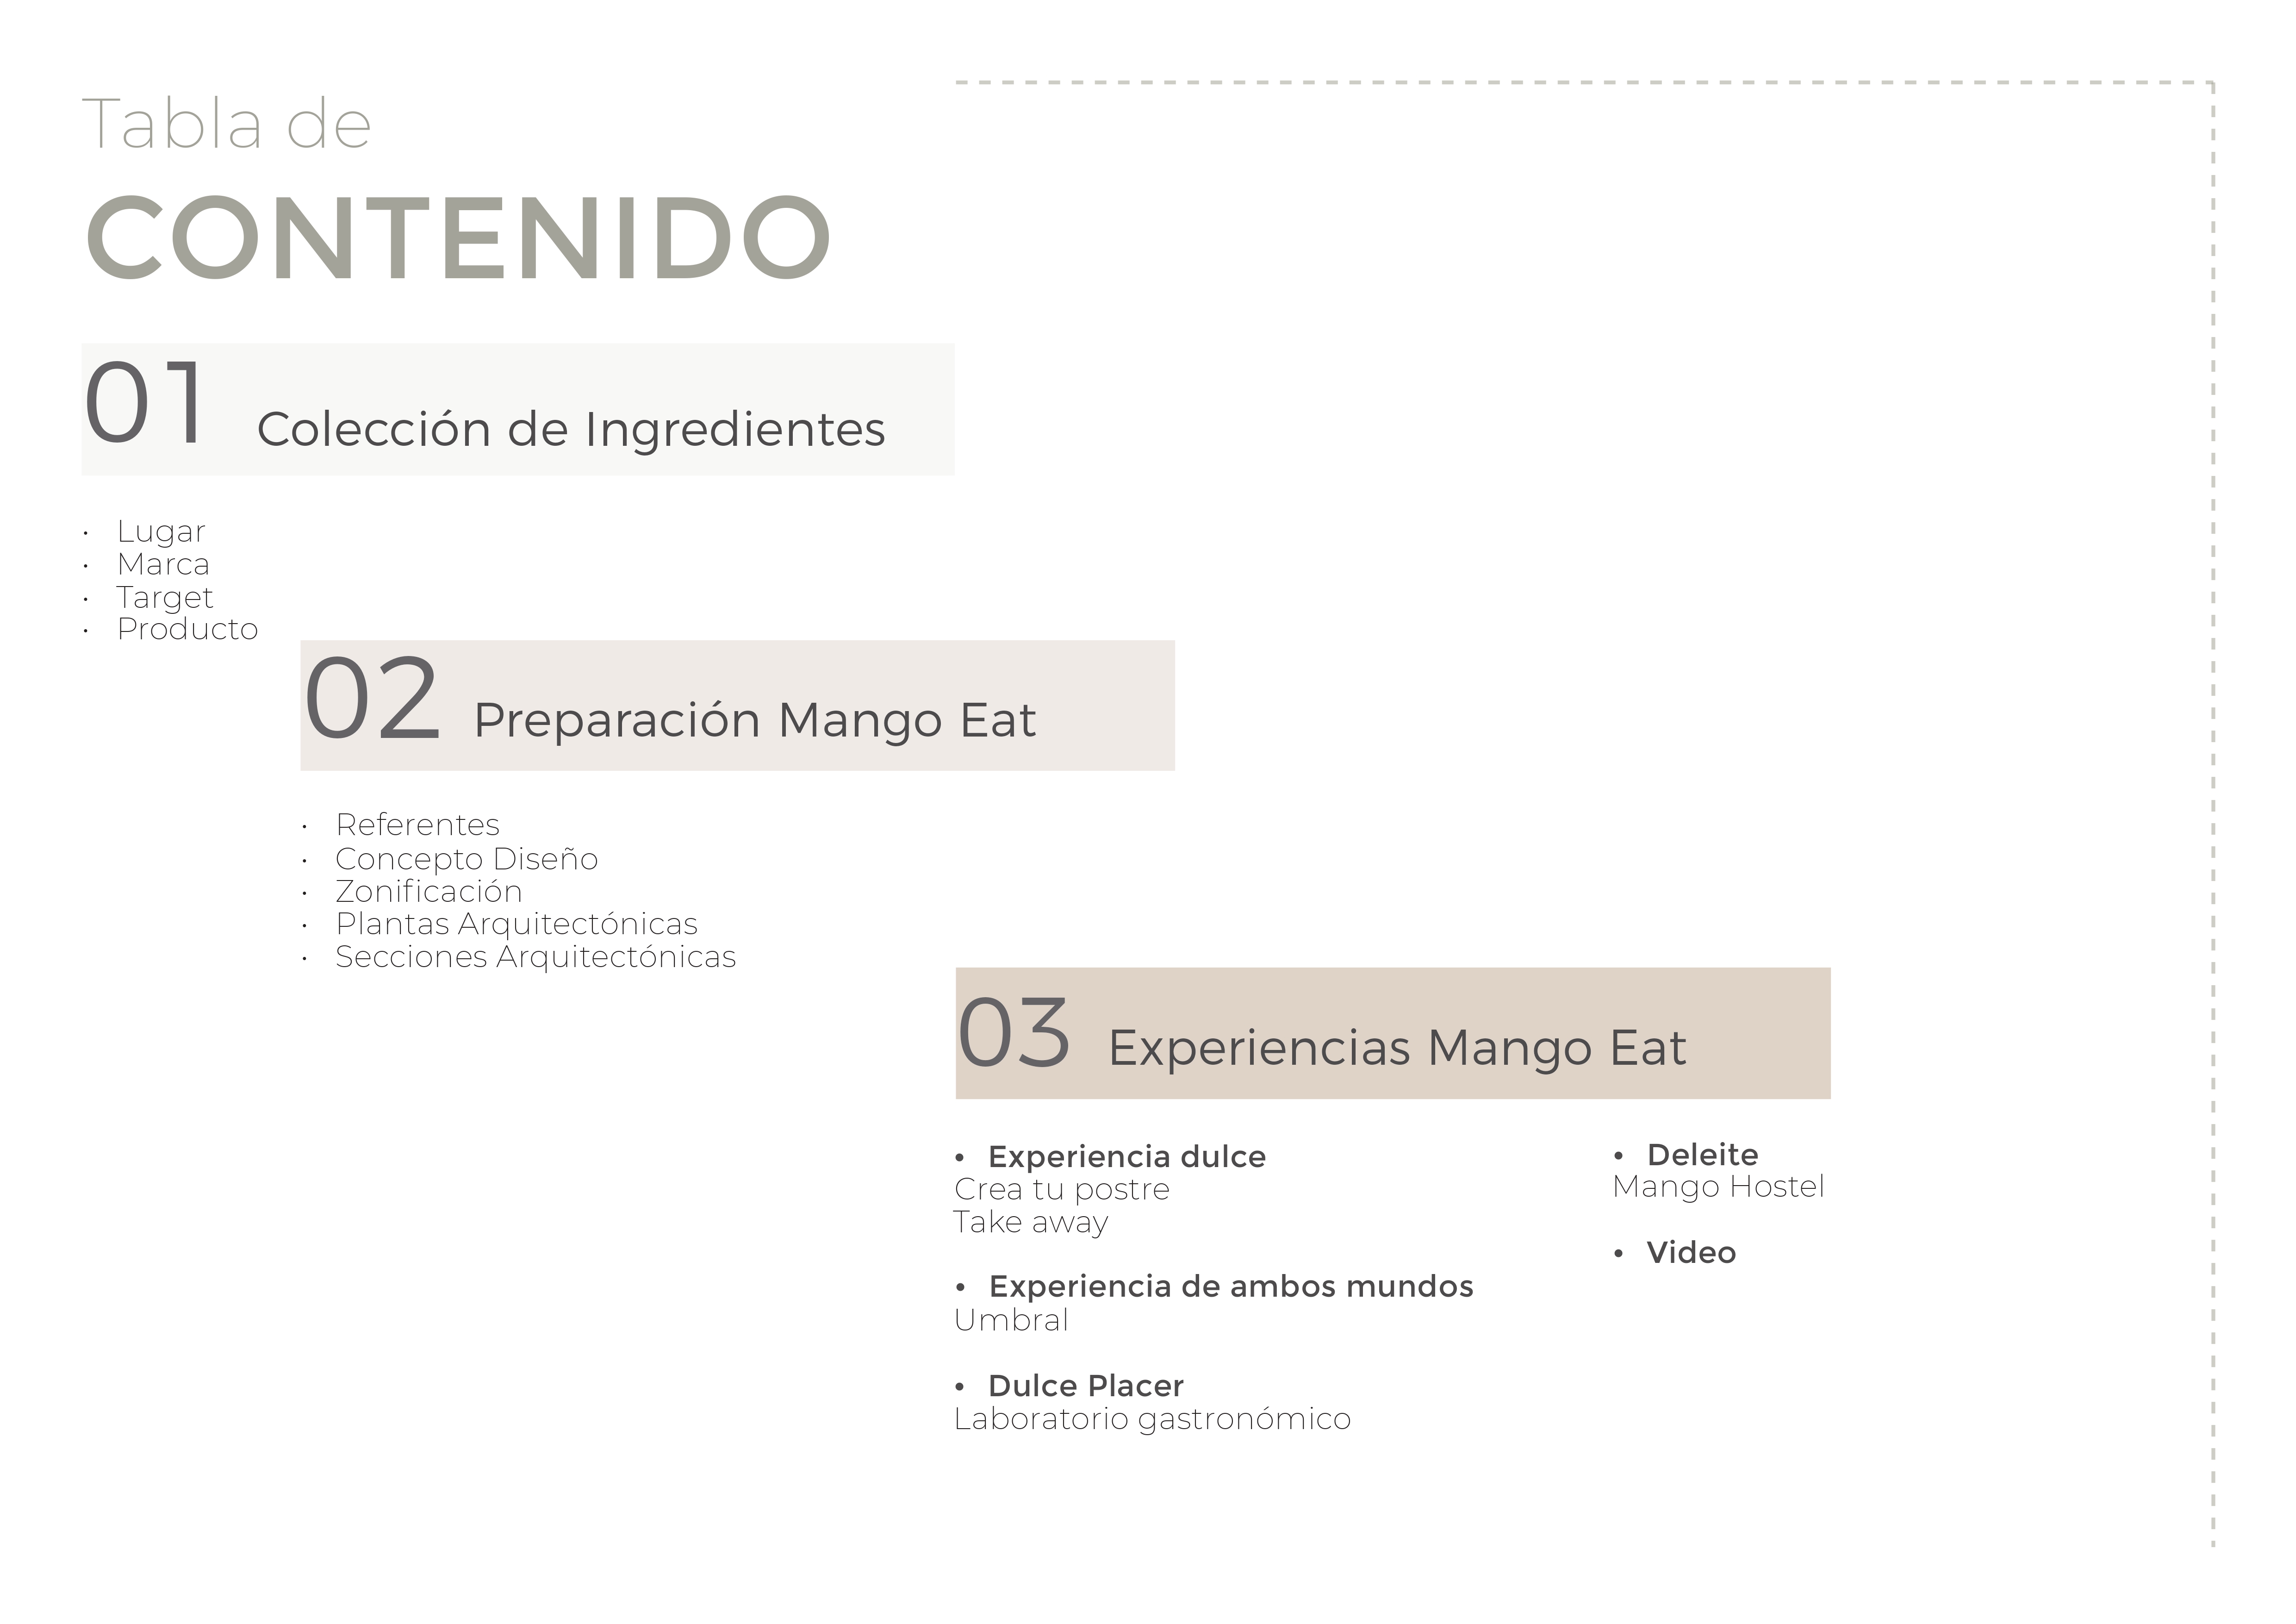 Tabla de
CONTENIDO
01 Colección de Ingredientes
• Lugar
• Marca
• Target
• Producto
02 Preparación Mango Eat
• Referentes
• Concepto Diseño
• Zonificación
• Plantas Arquitectónicas
• Secciones Arquitectónicas
03 Experiencias Mango Eat
• Experiencia dulce
Crea tu postre
Take away
• Experiencia de ambos mundos
Umbral
• Dulce Placer
Laboratorio gastronómico
• Deleite
Mango Hostel
• Video